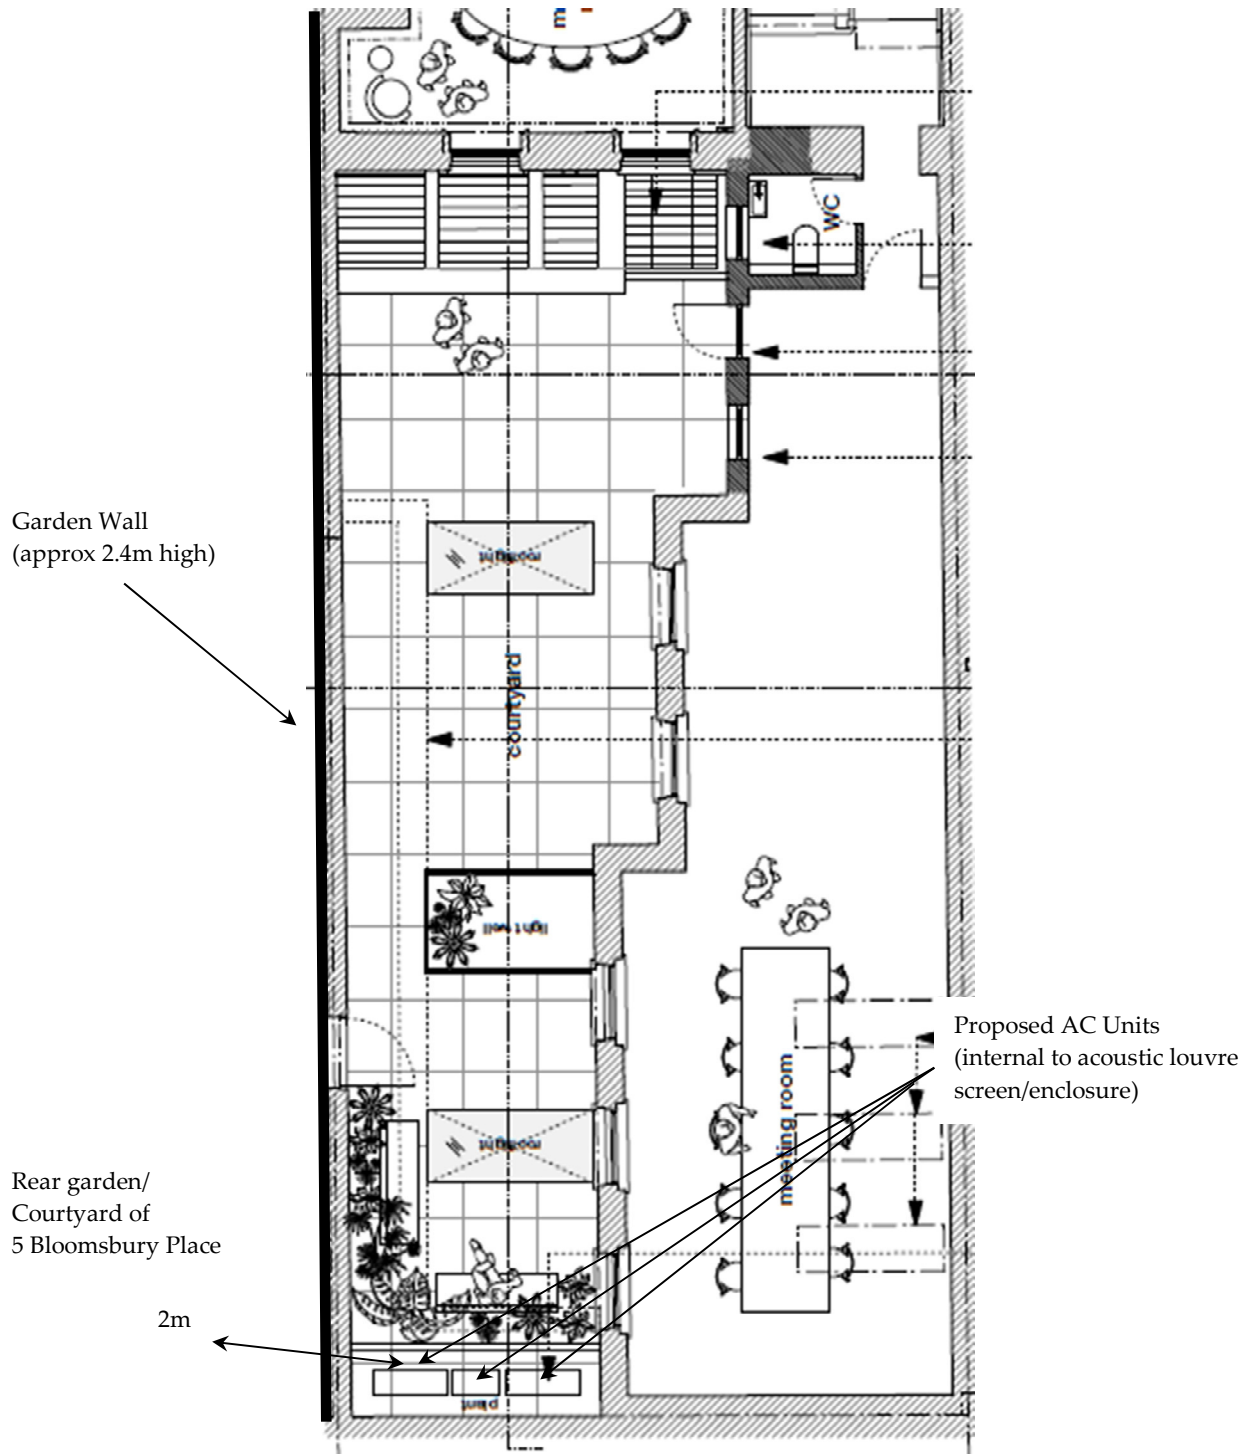 WC
Garden Wall
(approx 2.4m high)
rooflight
courtyard
light well
Proposed AC Units
(internal to acoustic louvre
screen/enclosure)
meeting room
rooflight
Rear garden/
Courtyard of
5 Bloomsbury Place
2m
plant